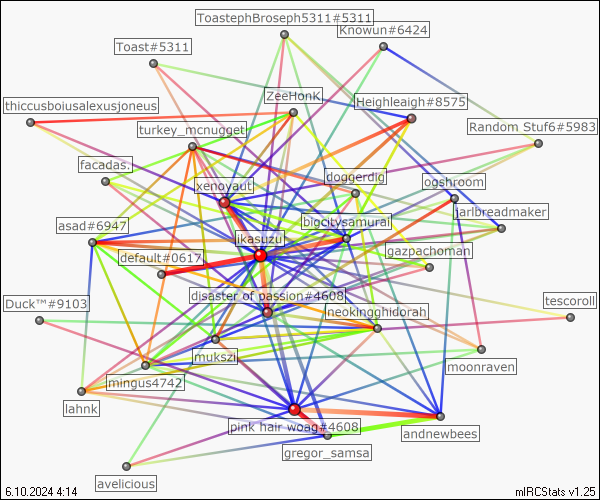 ToastephBroseph5311#5311
Knowun#6424
Toast#5311
ZeeHonK
Heighleigh#8575
thiccusboiusalexusjoneus
turkey_mcnugget
Random Stuf6#5983
facadas.
doggerdig
xenoyaut
ogshroom
jarlbreadmaker
asad#6947
bigcitysamurai
ikasuzu
default#0617
gazpachoman
Duck™#9103
disaster of passion#4608
neokingghidorah
tescoroll
mukszi
mingus4742
moonraven
lahnk
pink hair woag#4608
andnewbees
gregor_samsa
avelicious
6.10.2024 4:14
mIRCStats v1.25